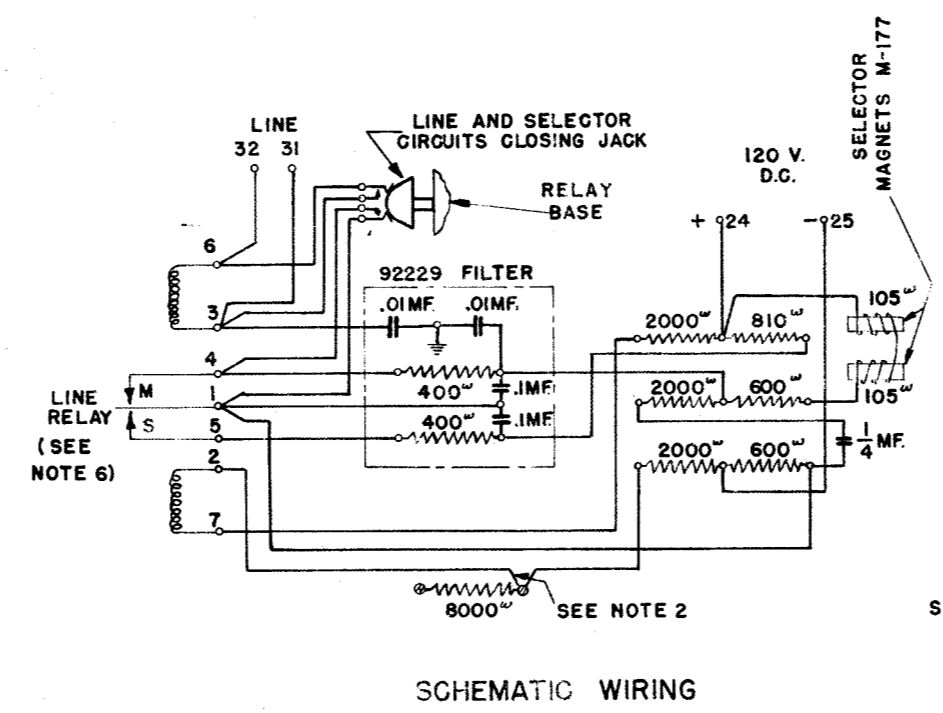 LINE
32 31
LINE AND SELECTOR
CIRCUITS CLOSING JACK
RELAY
BASE
120 V.
D.C.
SELECTOR
MAGNETS M-177
+ 24
- 25
6
3
4
1
5
2
7
M
S
LINE
RELAY
(SEE
NOTE 6)
92229 FILTER
.01MF. .01MF.
400ω .1MF.
400ω .1MF.
2000ω 810ω
105ω
2000ω 600ω
105ω
2000ω 600ω
1/4 MF.
8000ω
SEE NOTE 2
S
SCHEMATIC WIRING